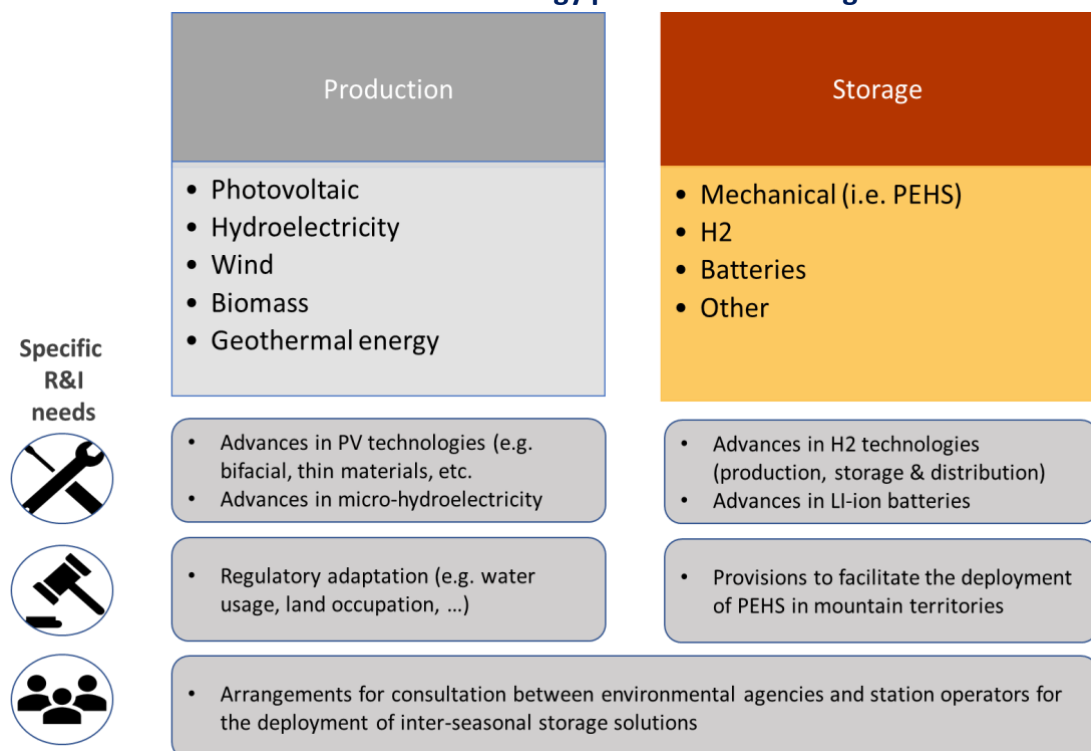 Production
Storage
• Photovoltaic
• Hydroelectricity
• Wind
• Biomass
• Geothermal energy
• Mechanical (i.e. PEHS)
• H2
• Batteries
• Other
Specific
R&I
needs
• Advances in PV technologies (e.g.
bifacial, thin materials, etc.
• Advances in micro-hydroelectricity
• Advances in H2 technologies
(production, storage & distribution)
• Advances in LI-ion batteries
• Regulatory adaptation (e.g. water
usage, land occupation, ...)
• Provisions to facilitate the deployment
of PEHS in mountain territories
• Arrangements for consultation between environmental agencies and station operators for
the deployment of inter-seasonal storage solutions